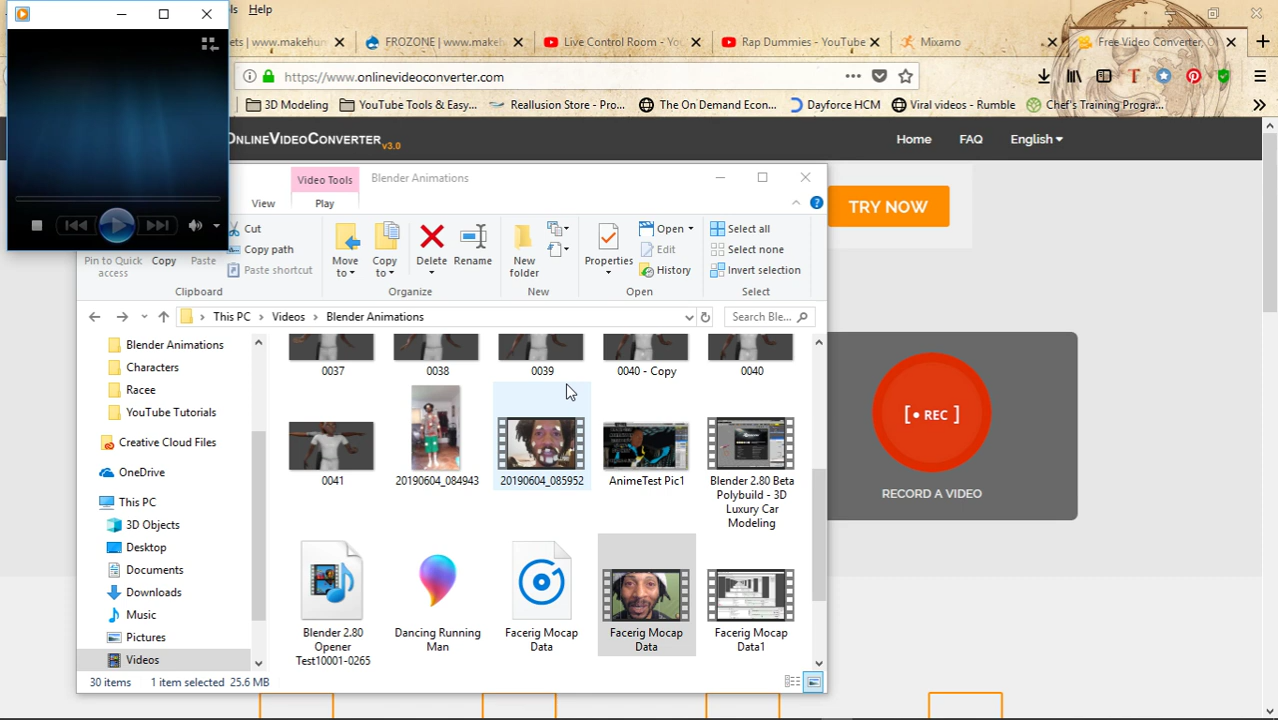 ls Help
ets | www.makehun
FROZONE | www.makeh
Live Control Room - You
Rap Dummies - YouTube
Mixamo
Free Video Converter, O
https://www.onlinevideoconverter.com
3D Modeling
YouTube Tools & Easy...
Reallusion Store - Pro...
The On Demand Econ...
Dayforce HCM
Viral videos - Rumble
Chef's Training Progra...
ONLINEVIDEOCONVERTER v3.0
Home
FAQ
English
Video Tools
Blender Animations
View
Play
TRY NOW
Cut
Copy path
Paste shortcut
Pin to Quick access
Copy
Paste
Clipboard
Move to
Copy to
Delete
Rename
Organize
New folder
New
Properties
Open
Edit
History
Open
Select all
Select none
Invert selection
Select
This PC
Videos
Blender Animations
Search Ble...
Blender Animations
Characters
Racee
YouTube Tutorials
Creative Cloud Files
OneDrive
This PC
3D Objects
Desktop
Documents
Downloads
Music
Pictures
Videos
0037
0038
0039
0040 - Copy
0040
0041
20190604_084943
20190604_085952
AnimeTest Pic1
Blender 2.80 Beta
Polybuild - 3D
Luxury Car
Modeling
Blender 2.80
Opener
Test10001-0265
Dancing Running
Man
Facerig Mocap
Data
Facerig Mocap
Data
Facerig Mocap
Data1
[• REC ]
RECORD A VIDEO
30 items
1 item selected 25.6 MB